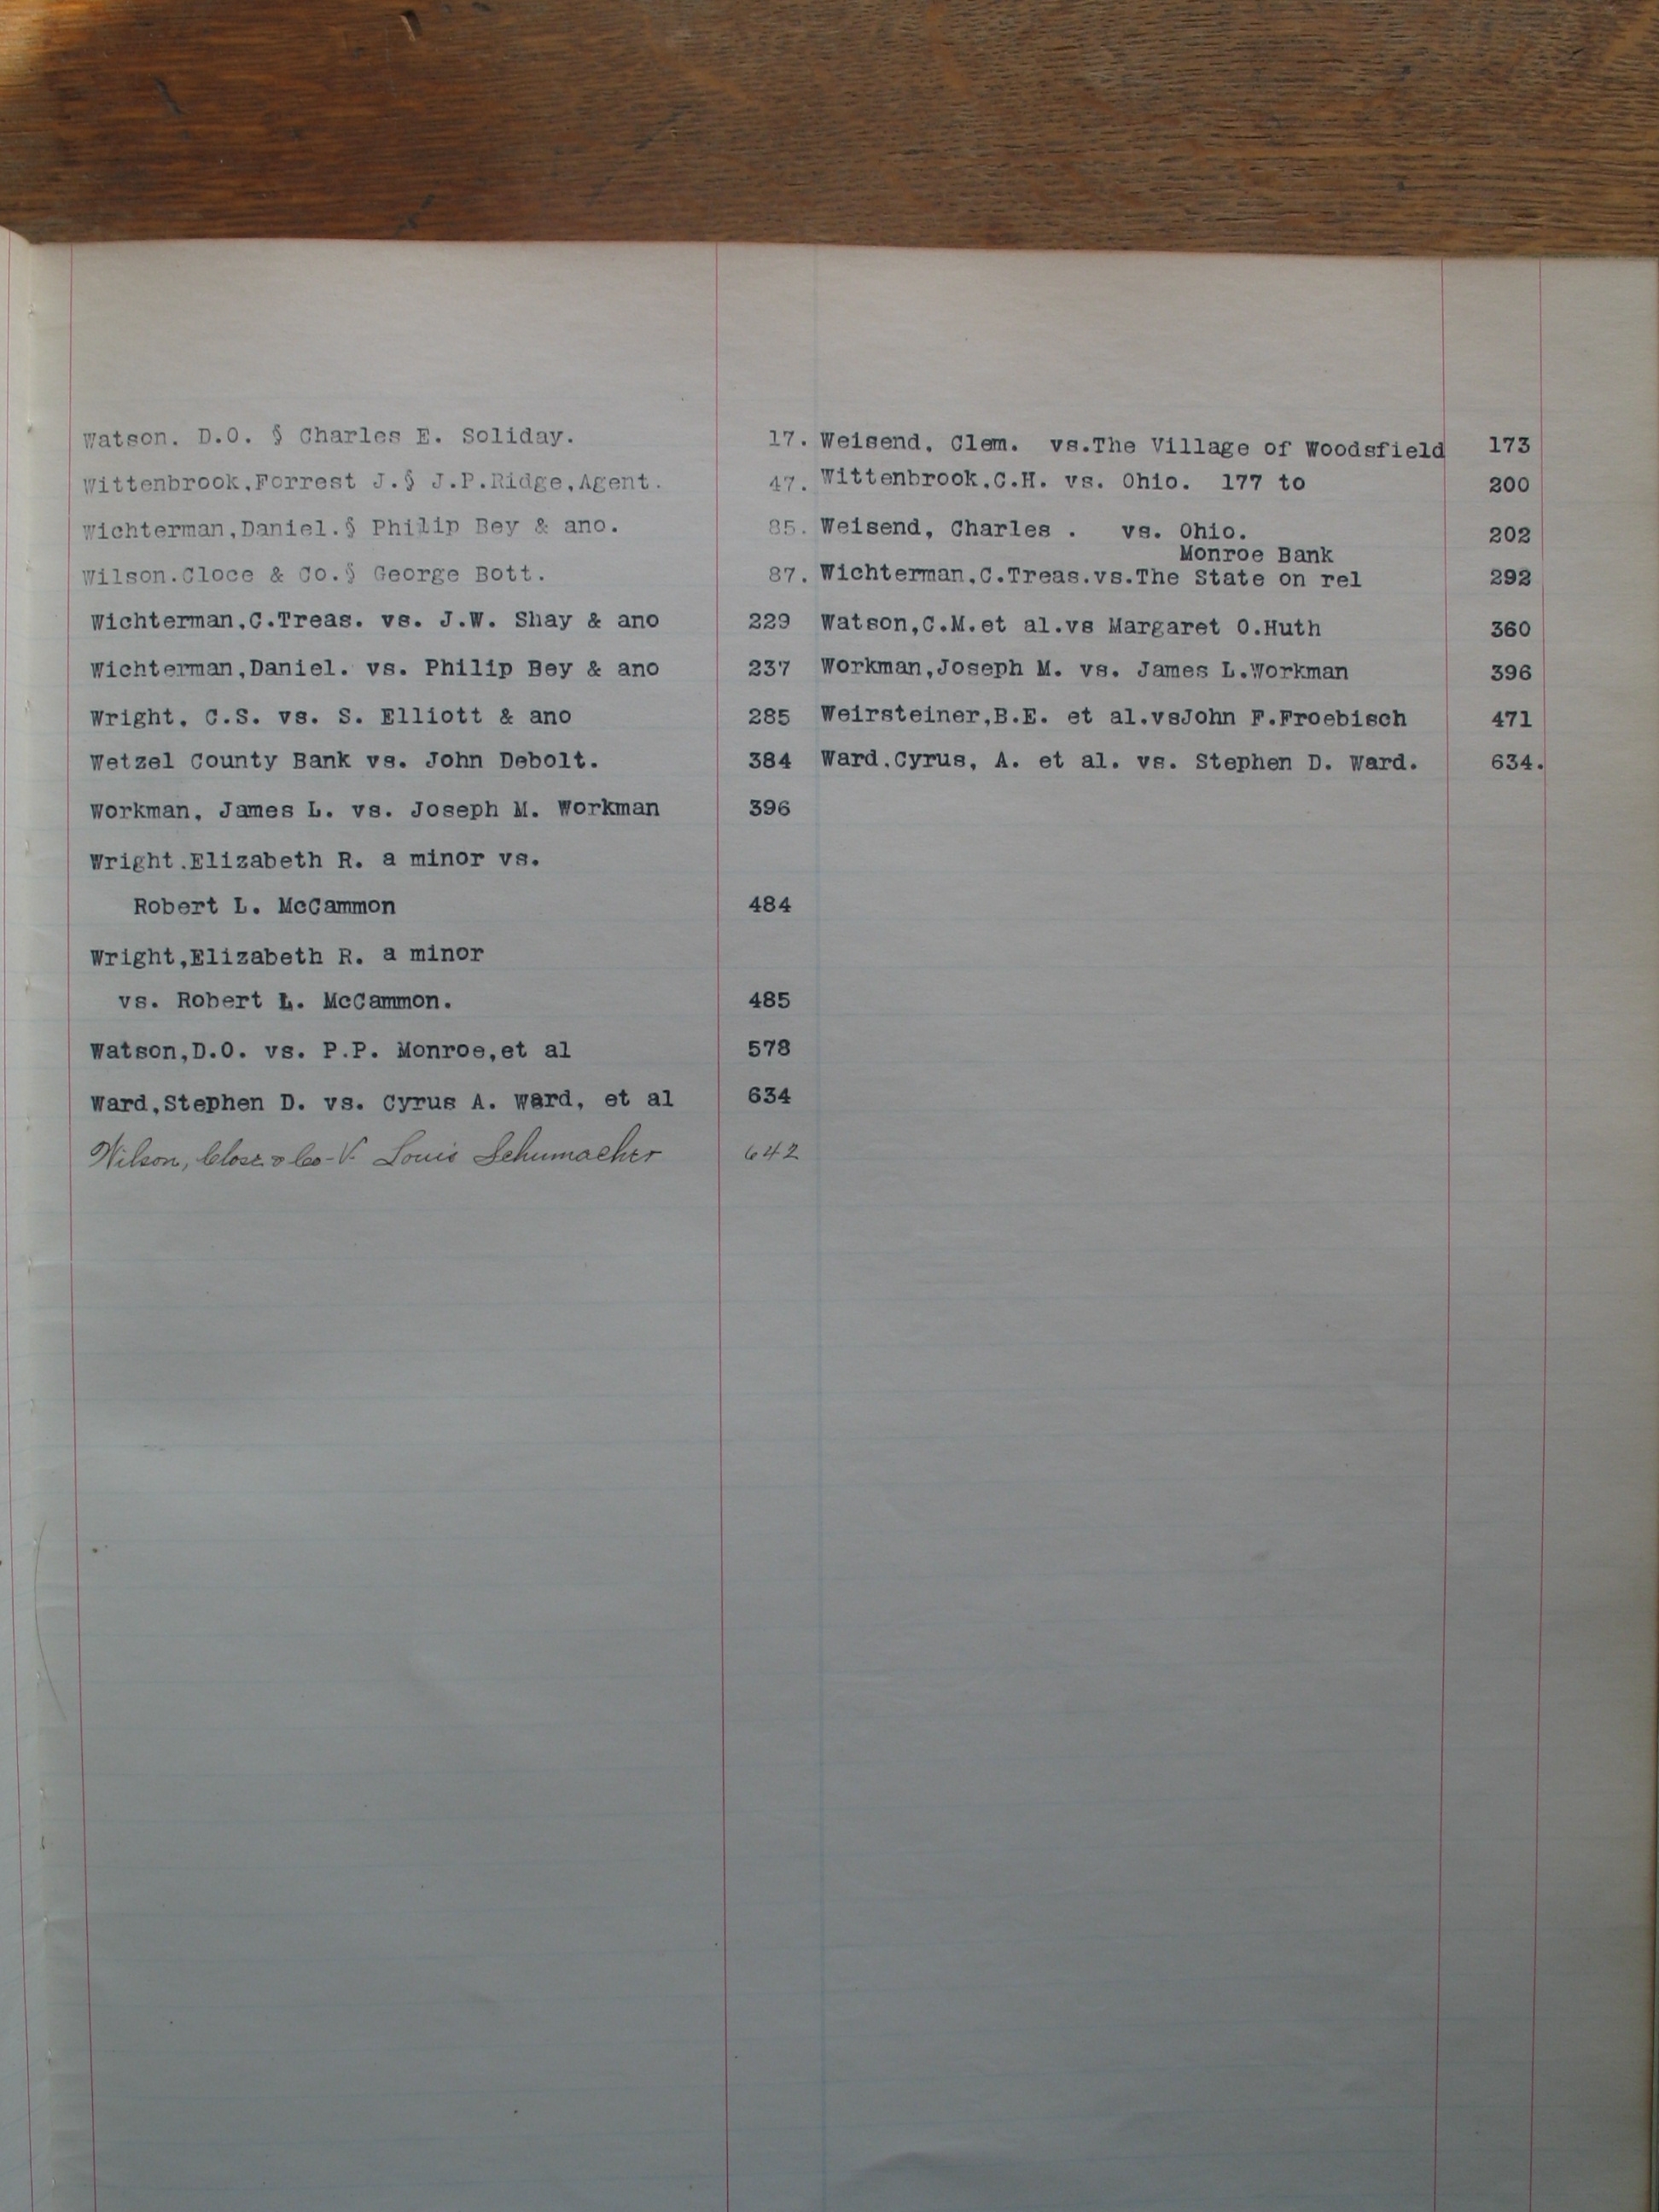 Watson. D.O. § Charles E. Soliday. 17.
Wittenbrook,Forrest J.§ J.P.Ridge,Agent. 47.
Wichterman,Daniel.§ Philip Bey & ano. 85.
Wilson.Cloce & Co.§ George Bott. 87.
Wichterman,C.Treas. vs. J.W. Shay & ano 229
Wichterman,Daniel. vs. Philip Bey & ano 237
Wright. C.S. vs. S. Elliott & ano 285
Wetzel County Bank vs. John Debolt. 384
Workman, James L. vs. Joseph M. Workman 396
Wright.Elizabeth R. a minor vs.
Robert L. McCammon 484
Wright,Elizabeth R. a minor
vs. Robert L. McCammon. 485
Watson,D.O. vs. P.P. Monroe,et al 578
Ward,Stephen D. vs. Cyrus A. Ward, et al 634
Wilson, Close & Co - V. Louis Schumacher 642
Weisend, Clem. vs.The Village of Woodsfield 173
Wittenbrook,C.H. vs. Ohio. 177 to 200
Weisend, Charles . vs. Ohio. 202
Monroe Bank
Wichterman,C.Treas.vs.The State on rel 292
Watson,C.M.et al.vs Margaret O.Huth 360
Workman,Joseph M. vs. James L.Workman 396
Weirsteiner,B.E. et al.vsJohn F.Froebisch 471
Ward.Cyrus, A. et al. vs. Stephen D. Ward. 634.